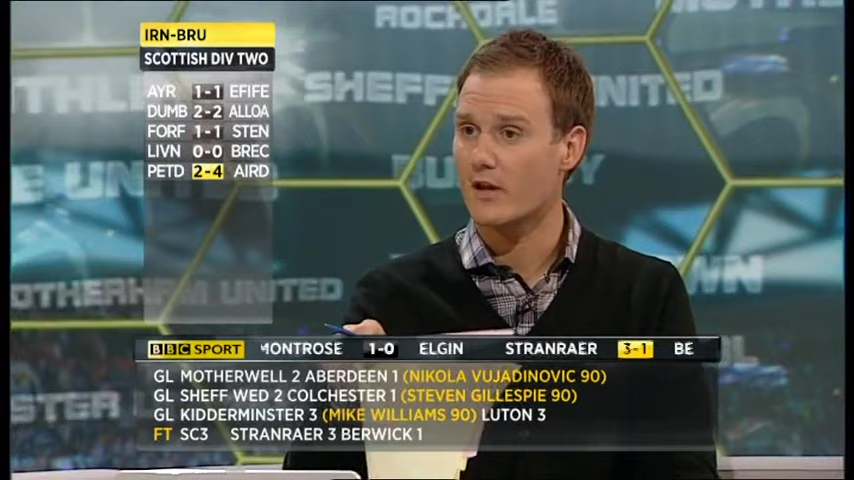 ROCHDALE
IRN-BRU
SCOTTISH DIV TWO
AYR 1-1 EFIFE
DUMB 2-2 ALLOA
FORF 1-1 STEN
LIVN 0-0 BREC
PETD 2-4 AIRD
SHEFFIELD UNITED
UNITED
ROTHERHAM UNITED
BBC SPORT MONTROSE 1-0 ELGIN STRANRAER 3-1 BE
GL MOTHERWELL 2 ABERDEEN 1 (NIKOLA VUJADINOVIC 90)
GL SHEFF WED 2 COLCHESTER 1 (STEVEN GILLESPIE 90)
GL KIDDERMINSTER 3 (MIKE WILLIAMS 90) LUTON 3
FT SC3 STRANRAER 3 BERWICK 1